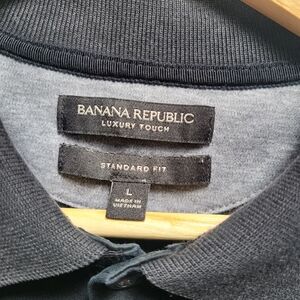 BANANA REPUBLIC
LUXURY TOUCH
STANDARD FIT
L
MADE IN
VIETNAM